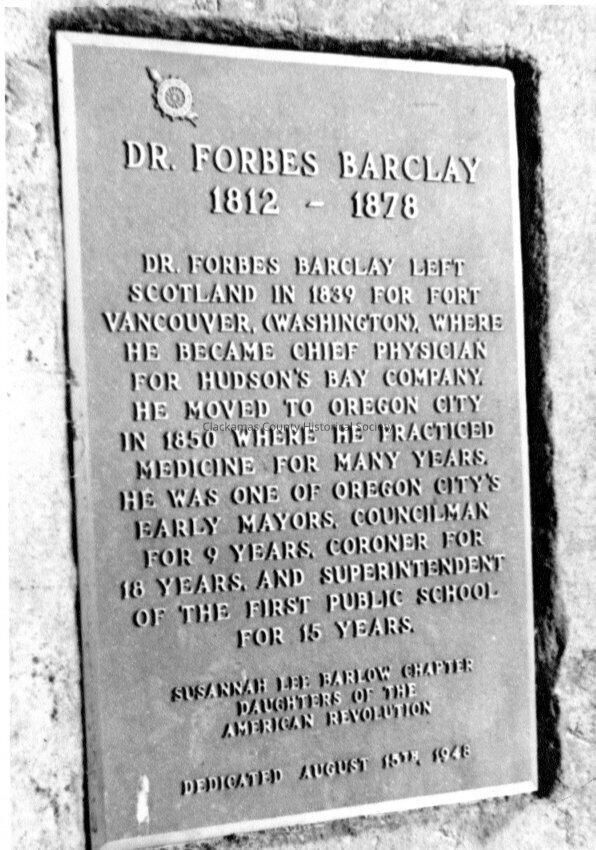 DR. FORBES BARCLAY
1812 - 1878
DR. FORBES BARCLAY LEFT
SCOTLAND IN 1839 FOR FORT
VANCOUVER, (WASHINGTON), WHERE
HE BECAME CHIEF PHYSICIAN
FOR HUDSON'S BAY COMPANY.
HE MOVED TO OREGON CITY
Clackamas County Historical Society
IN 1850 WHERE HE PRACTICED
MEDICINE FOR MANY YEARS.
HE WAS ONE OF OREGON CITY'S
EARLY MAYORS, COUNCILMAN
FOR 9 YEARS, CORONER FOR
18 YEARS, AND SUPERINTENDENT
OF THE FIRST PUBLIC SCHOOL
FOR 15 YEARS.
SUSANNAH LEE BARLOW CHAPTER
DAUGHTERS OF THE
AMERICAN REVOLUTION
DEDICATED AUGUST 15TH, 1948